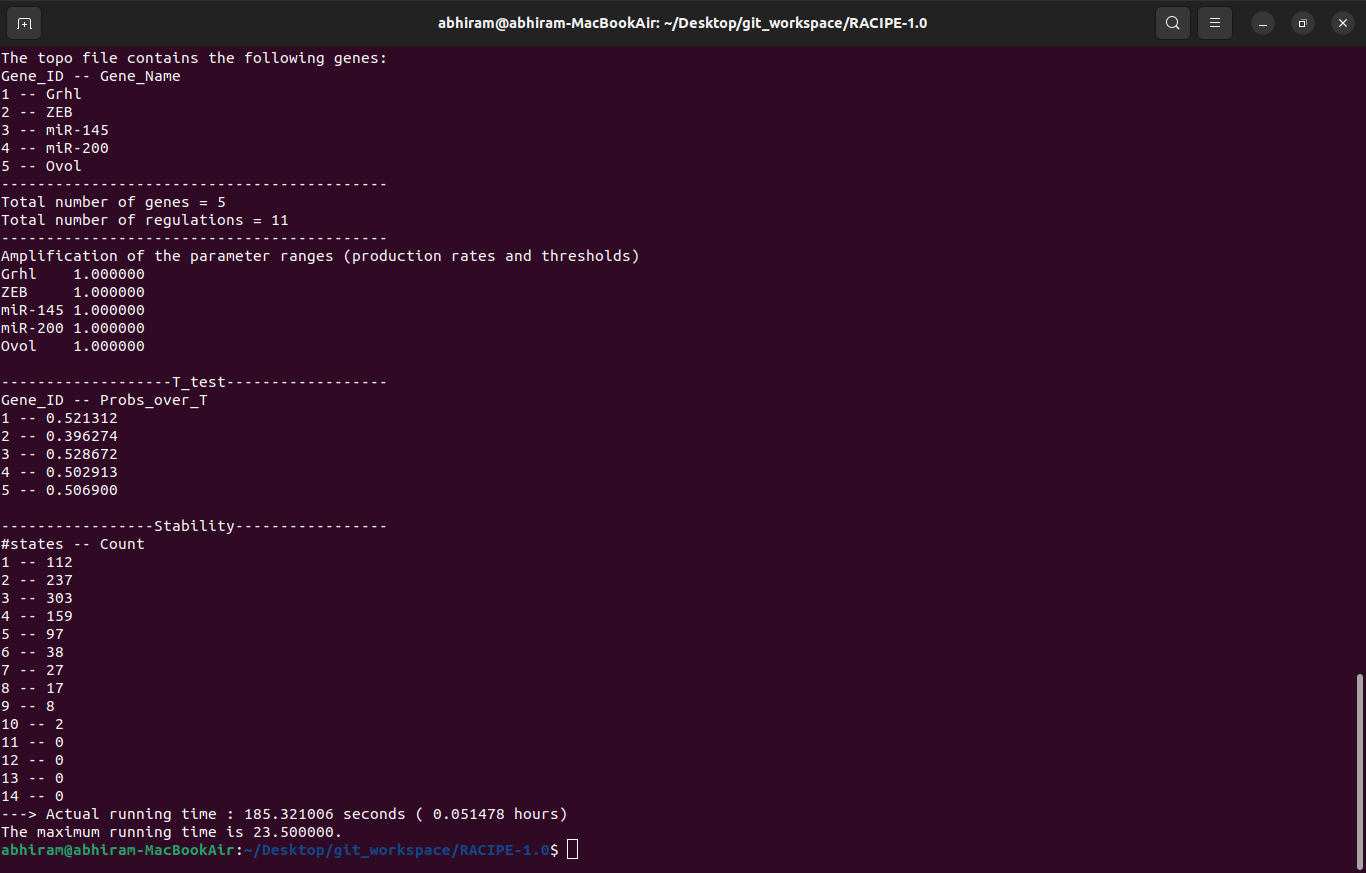 abhiram@abhiram-MacBookAir: ~/Desktop/git_workspace/RACIPE-1.0
The topo file contains the following genes:
Gene_ID -- Gene_Name
1 -- Grhl
2 -- ZEB
3 -- miR-145
4 -- miR-200
5 -- Ovol
-------------------------------------------
Total number of genes = 5
Total number of regulations = 11
-------------------------------------------
Amplification of the parameter ranges (production rates and thresholds)
Grhl    1.000000
ZEB     1.000000
miR-145 1.000000
miR-200 1.000000
Ovol    1.000000
-------------------T_test------------------
Gene_ID -- Probs_over_T
1 -- 0.521312
2 -- 0.396274
3 -- 0.528672
4 -- 0.502913
5 -- 0.506900
-----------------Stability-----------------
#states -- Count
1 -- 112
2 -- 237
3 -- 303
4 -- 159
5 -- 97
6 -- 38
7 -- 27
8 -- 17
9 -- 8
10 -- 2
11 -- 0
12 -- 0
13 -- 0
14 -- 0
---> Actual running time : 185.321006 seconds ( 0.051478 hours)
The maximum running time is 23.500000.
abhiram@abhiram-MacBookAir:~/Desktop/git_workspace/RACIPE-1.0$